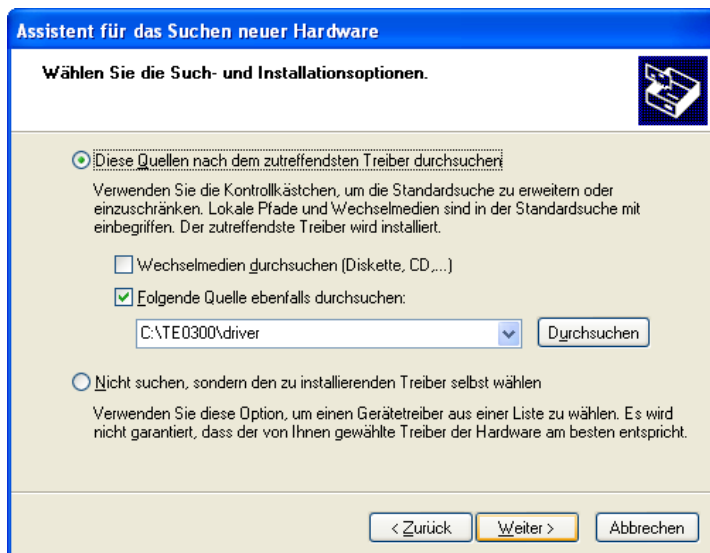 Assistent für das Suchen neuer Hardware
Wählen Sie die Such- und Installationsoptionen.
Diese Quellen nach dem zutreffendsten Treiber durchsuchen
Verwenden Sie die Kontrollkästchen, um die Standardsuche zu erweitern oder
einzuschränken. Lokale Pfade und Wechselmedien sind in der Standardsuche mit
einbegriffen. Der zutreffendste Treiber wird installiert.
Wechselmedien durchsuchen (Diskette, CD,...)
Folgende Quelle ebenfalls durchsuchen:
C:\TE0300\driver
Durchsuchen
Nicht suchen, sondern den zu installierenden Treiber selbst wählen
Verwenden Sie diese Option, um einen Gerätetreiber aus einer Liste zu wählen. Es wird
nicht garantiert, dass der von Ihnen gewählte Treiber der Hardware am besten entspricht.
< Zurück
Weiter >
Abbrechen